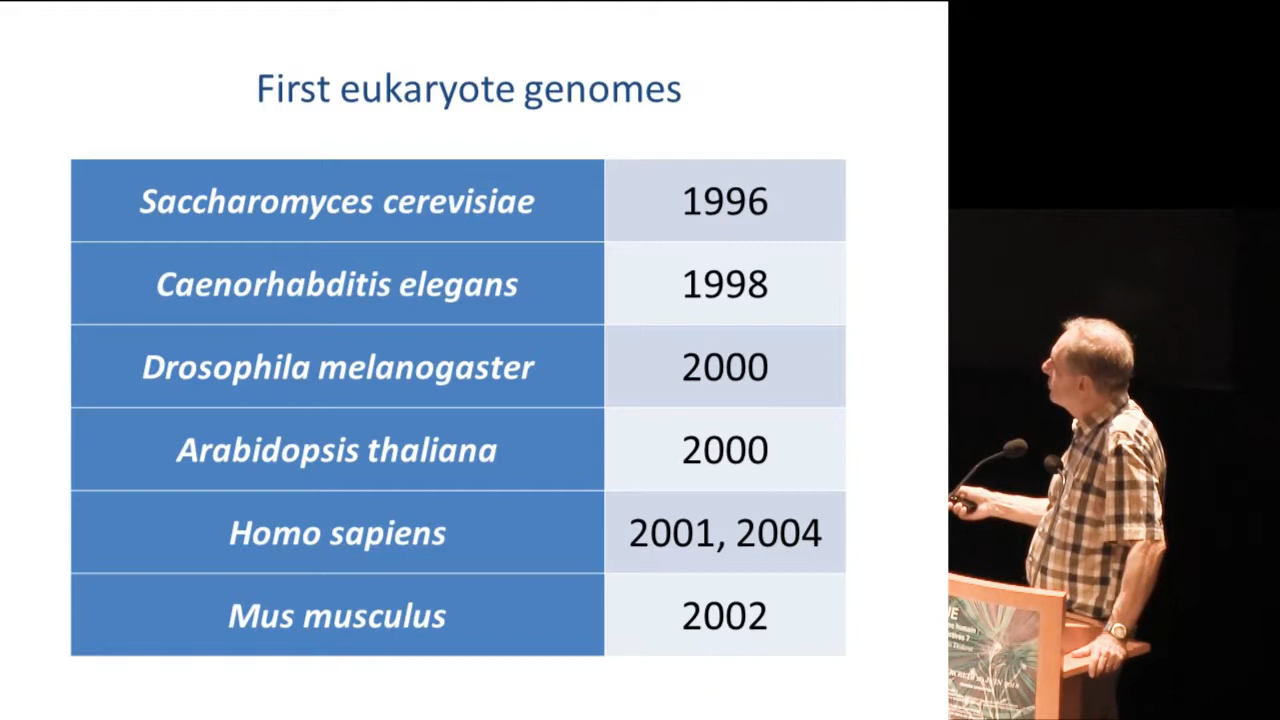 First eukaryote genomes
Saccharomyces cerevisiae 1996
Caenorhabditis elegans 1998
Drosophila melanogaster 2000
Arabidopsis thaliana 2000
Homo sapiens 2001, 2004
Mus musculus 2002